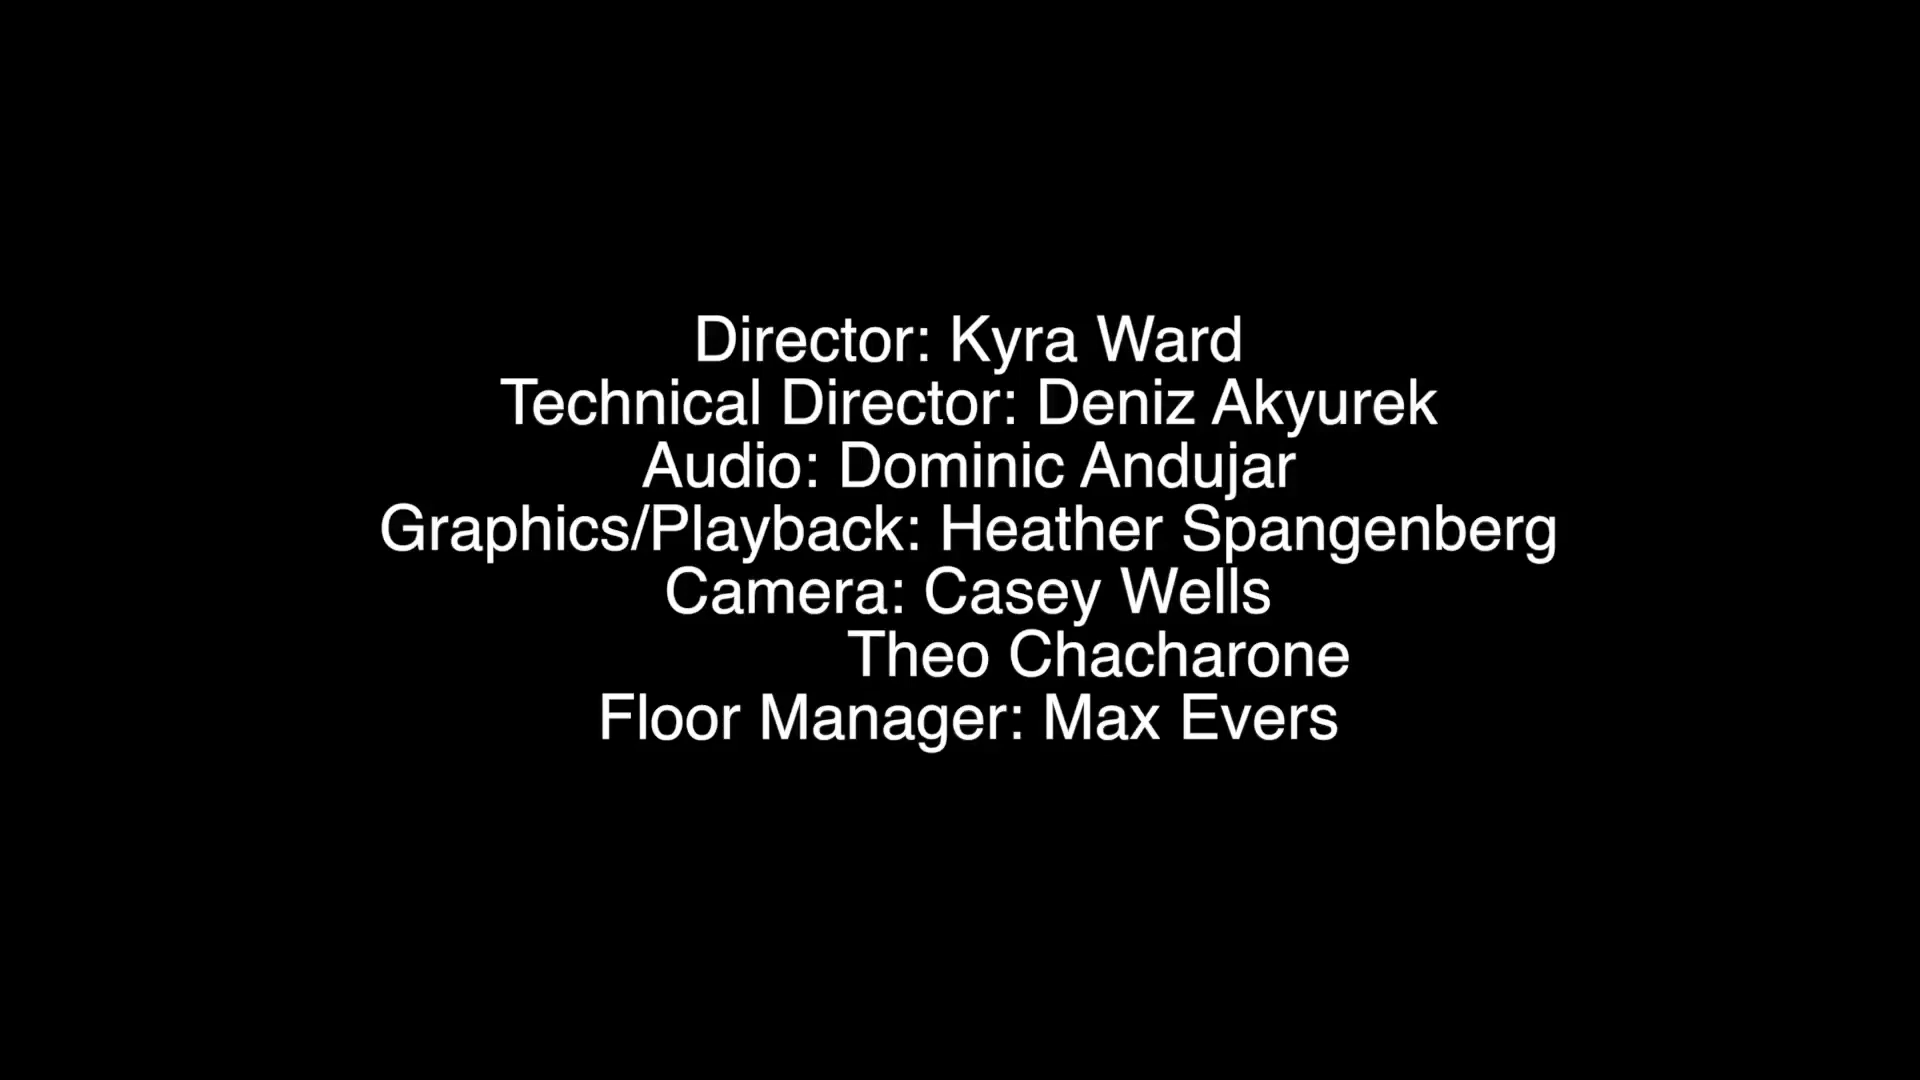 Director: Kyra Ward
Technical Director: Deniz Akyurek
Audio: Dominic Andujar
Graphics/Playback: Heather Spangenberg
Camera: Casey Wells
Theo Chacharone
Floor Manager: Max Evers